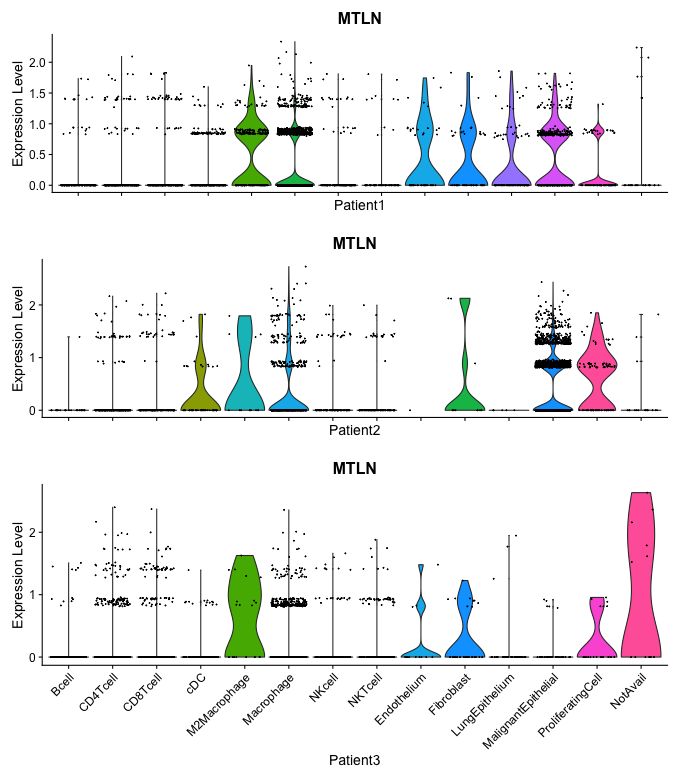 MTLN
Expression Level
2.0
1.5
1.0
0.5
0.0
Patient1
MTLN
Expression Level
2
1
0
Patient2
MTLN
Expression Level
2
1
0
Bcell
CD4Tcell
CD8Tcell
cDC
M2Macrophage
Macrophage
NKcell
NKTcell
Endothelium
Fibroblast
LungEpithelium
MalignantEpithelial
ProliferatingCell
NotAvail
Patient3